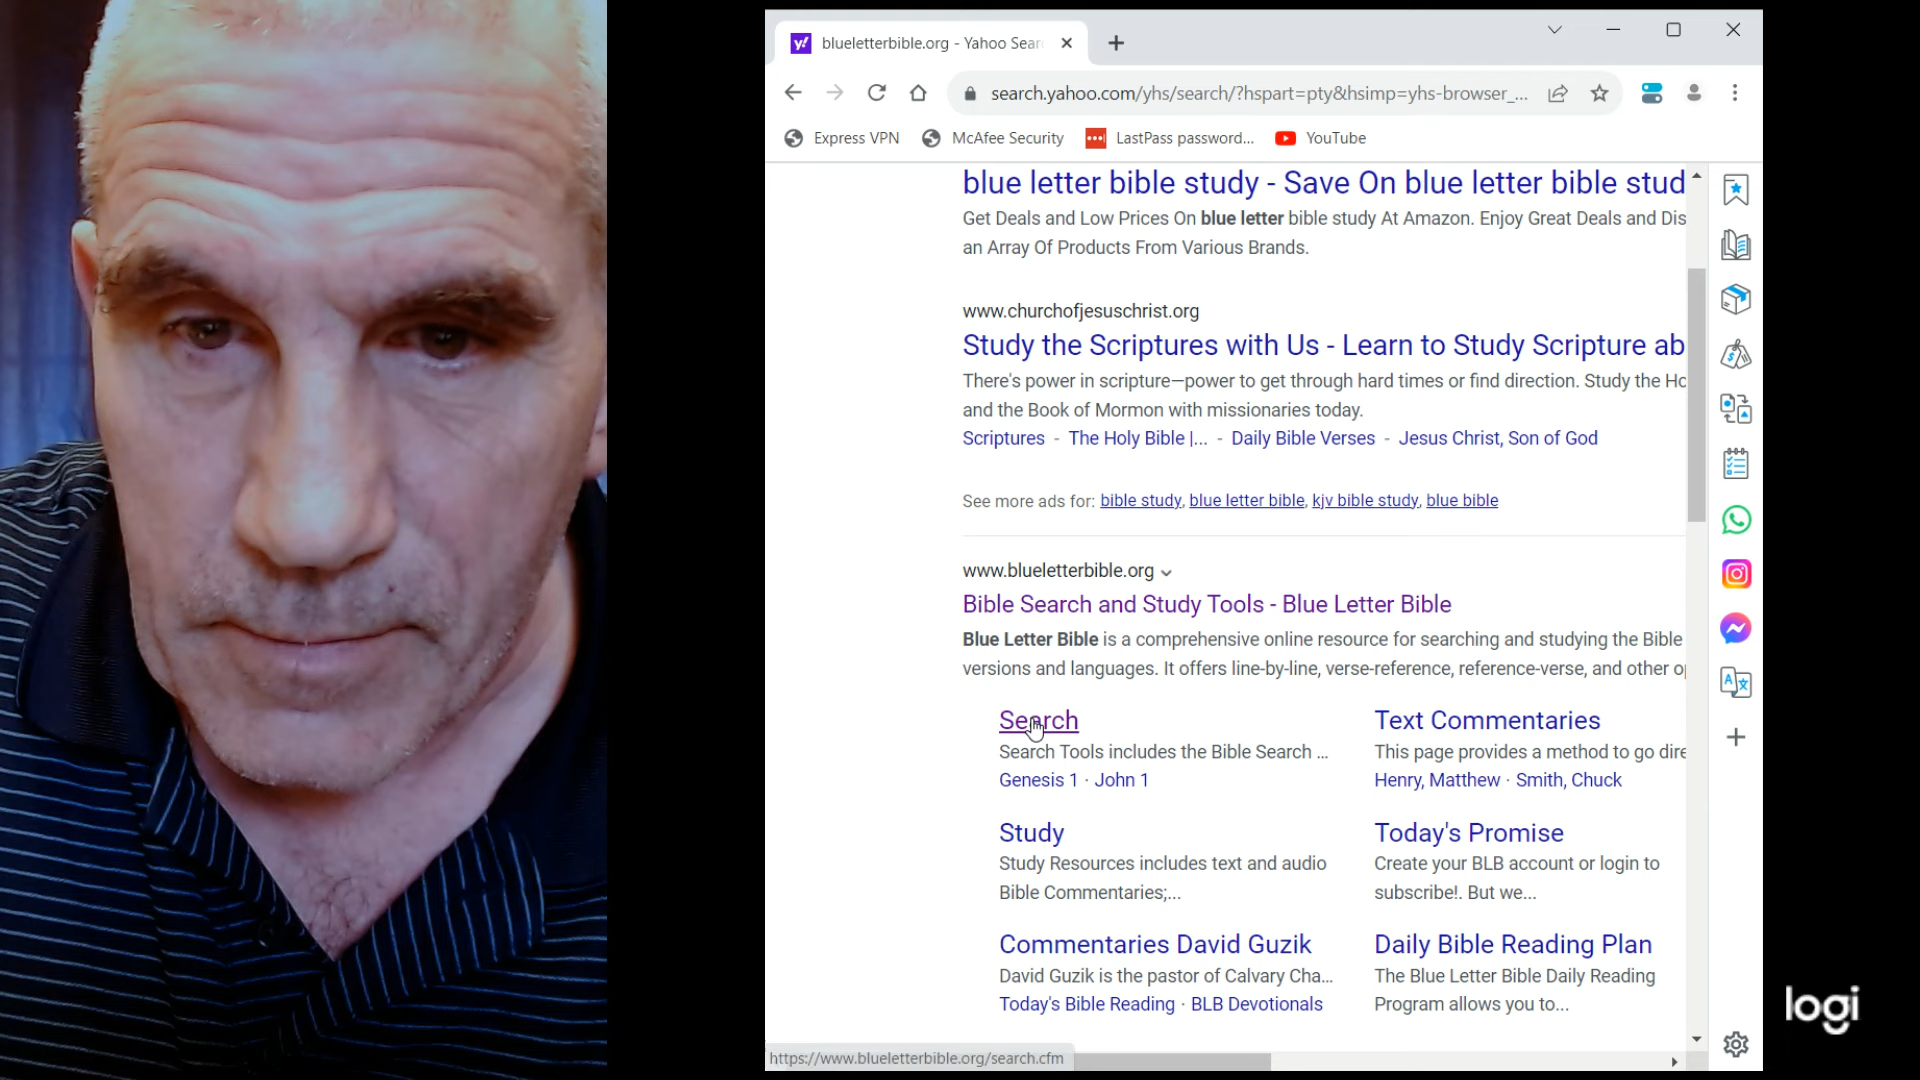 blueletterbible.org - Yahoo Sear
search.yahoo.com/yhs/search/?hspart=pty&hsimp=yhs-browser_...
Express VPN
McAfee Security
LastPass password...
YouTube
blue letter bible study - Save On blue letter bible stud
Get Deals and Low Prices On blue letter bible study At Amazon. Enjoy Great Deals and Dis
an Array Of Products From Various Brands.
www.churchofjesuschrist.org
Study the Scriptures with Us - Learn to Study Scripture ab
There's power in scripture—power to get through hard times or find direction. Study the Ho
and the Book of Mormon with missionaries today.
Scriptures - The Holy Bible |... - Daily Bible Verses - Jesus Christ, Son of God
See more ads for: bible study, blue letter bible, kjv bible study, blue bible
www.blueletterbible.org
Bible Search and Study Tools - Blue Letter Bible
Blue Letter Bible is a comprehensive online resource for searching and studying the Bible
versions and languages. It offers line-by-line, verse-reference, reference-verse, and other o
Search
Search Tools includes the Bible Search ...
Genesis 1 · John 1
Text Commentaries
This page provides a method to go dire
Henry, Matthew · Smith, Chuck
Study
Study Resources includes text and audio
Bible Commentaries;...
Today's Promise
Create your BLB account or login to
subscribe!. But we...
Commentaries David Guzik
David Guzik is the pastor of Calvary Cha...
Today's Bible Reading · BLB Devotionals
Daily Bible Reading Plan
The Blue Letter Bible Daily Reading
Program allows you to...
https://www.blueletterbible.org/search.cfm
logi